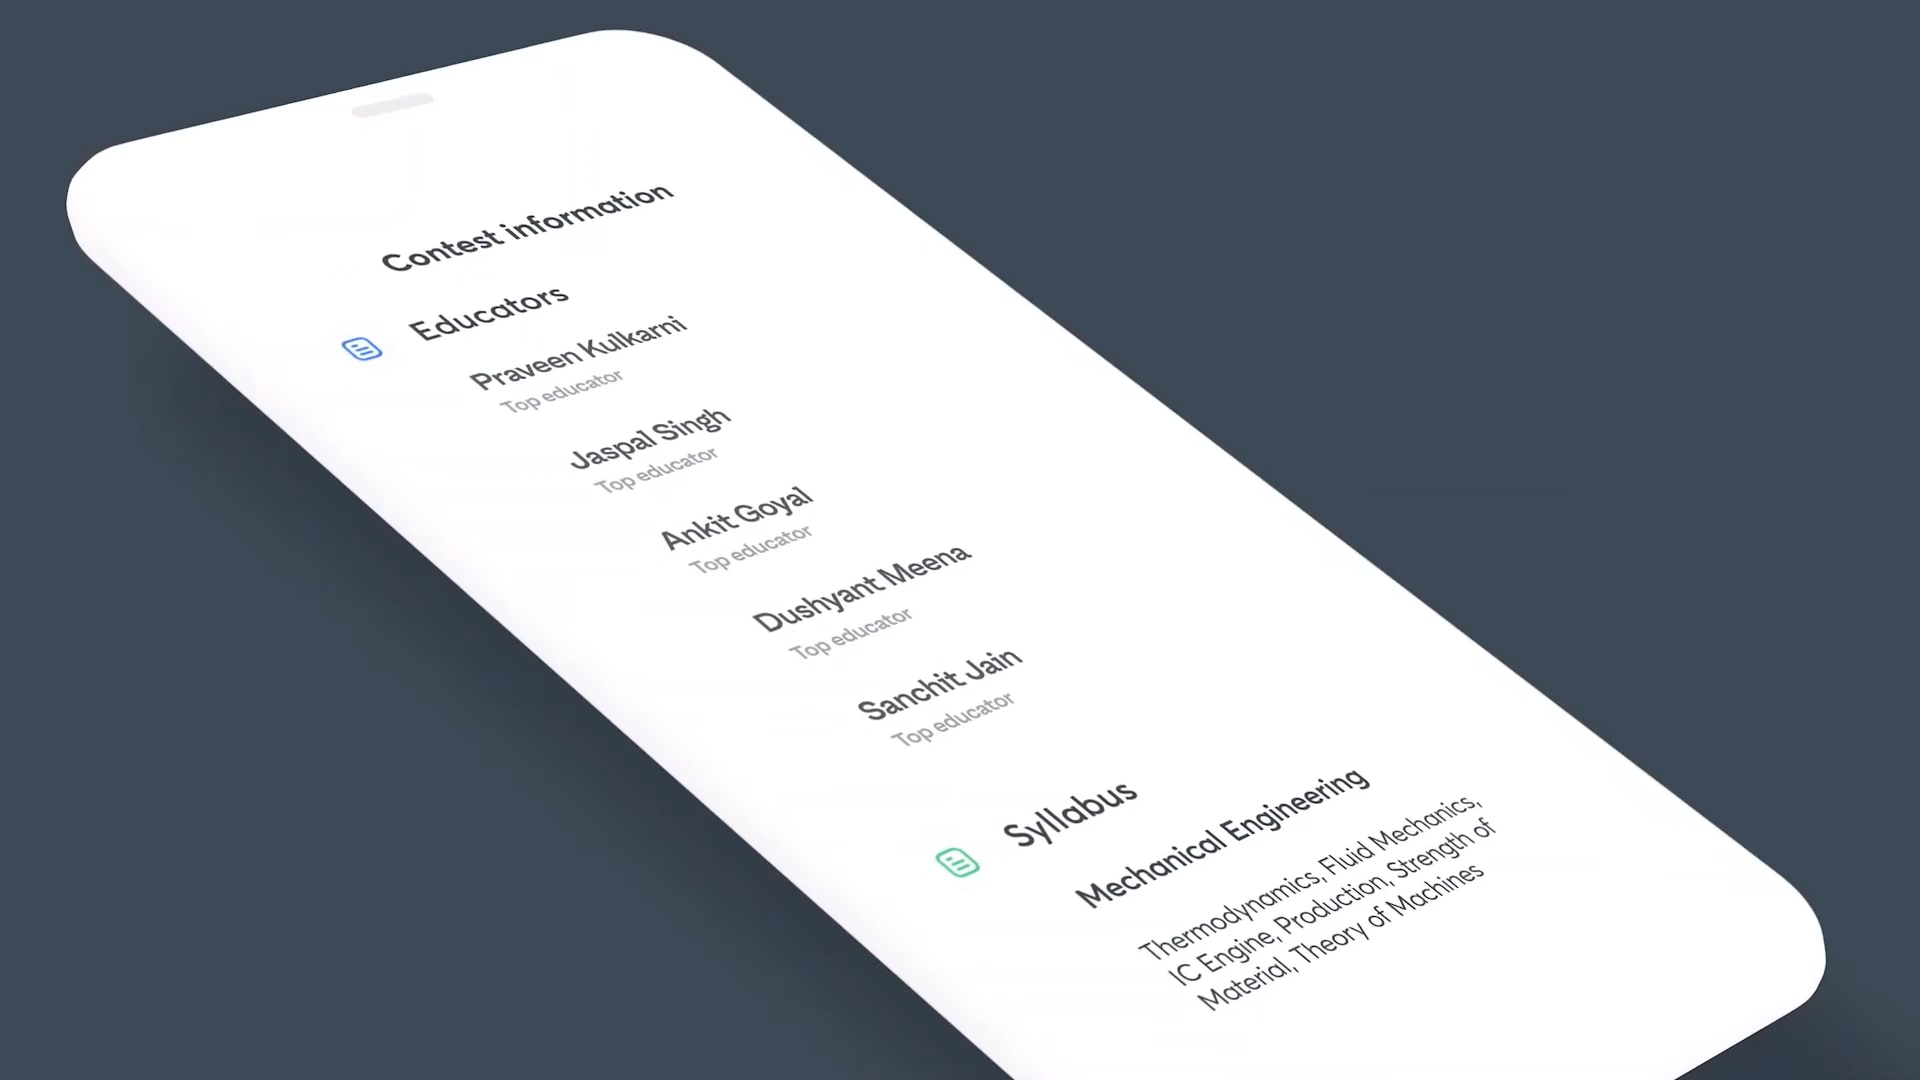 Contest information
Educators
Praveen Kulkarni
Top educator
Jaspal Singh
Top educator
Ankit Goyal
Top educator
Dushyant Meena
Top educator
Sanchit Jain
Top educator
Syllabus
Mechanical Engineering
Thermodynamics, Fluid Mechanics,
IC Engine, Production, Strength of
Material, Theory of Machines